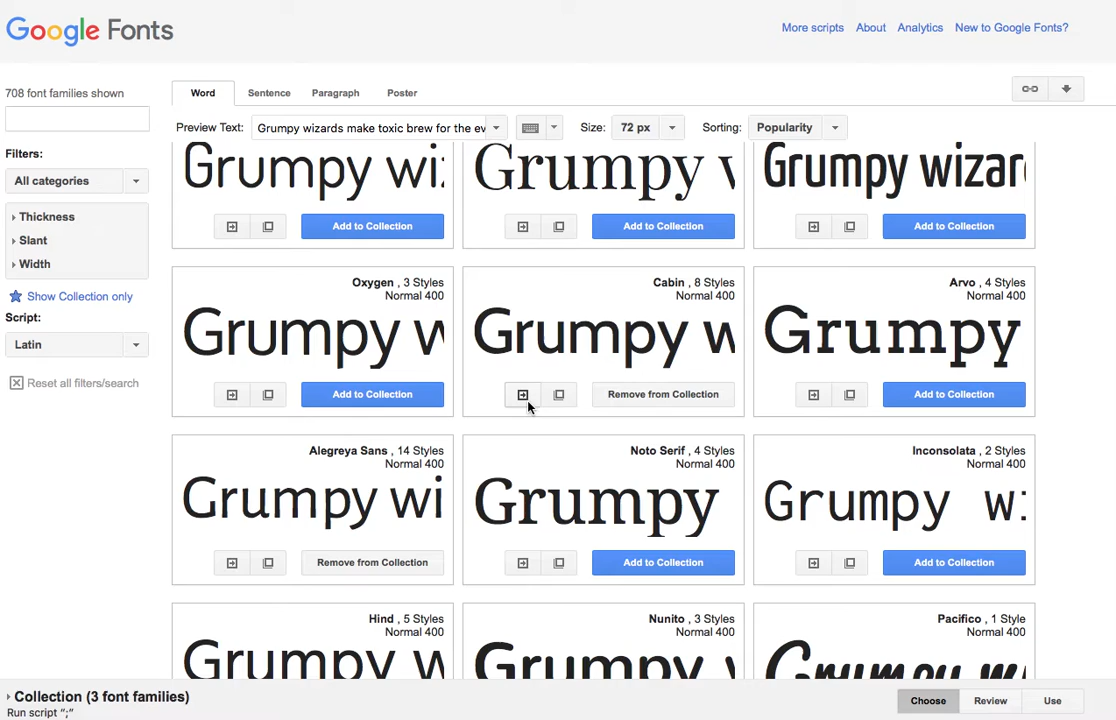 Google Fonts
More scripts About Analytics New to Google Fonts?
708 font families shown
Word Sentence Paragraph Poster
Preview Text: Grumpy wizards make toxic brew for the ev Size: 72 px Sorting: Popularity
Filters:
All categories
Thickness
Slant
Width
Show Collection only
Script:
Latin
Reset all filters/search
Grumpy wi Grumpy v Grumpy wizar
Add to Collection Add to Collection Add to Collection
Oxygen , 3 Styles Cabin , 8 Styles Arvo , 4 Styles
Normal 400 Normal 400 Normal 400
Grumpy w Grumpy w Grumpy
Add to Collection Remove from Collection Add to Collection
Alegreya Sans , 14 Styles Noto Serif , 4 Styles Inconsolata , 2 Styles
Normal 400 Normal 400 Normal 400
Grumpy wi Grumpy Grumpy wi
Remove from Collection Add to Collection Add to Collection
Hind , 5 Styles Nunito , 3 Styles Pacifico , 1 Style
Normal 400 Normal 400 Normal 400
Grumpy w Grumpy w Grumpy wi
Collection (3 font families) Choose Review Use
Run script ";"